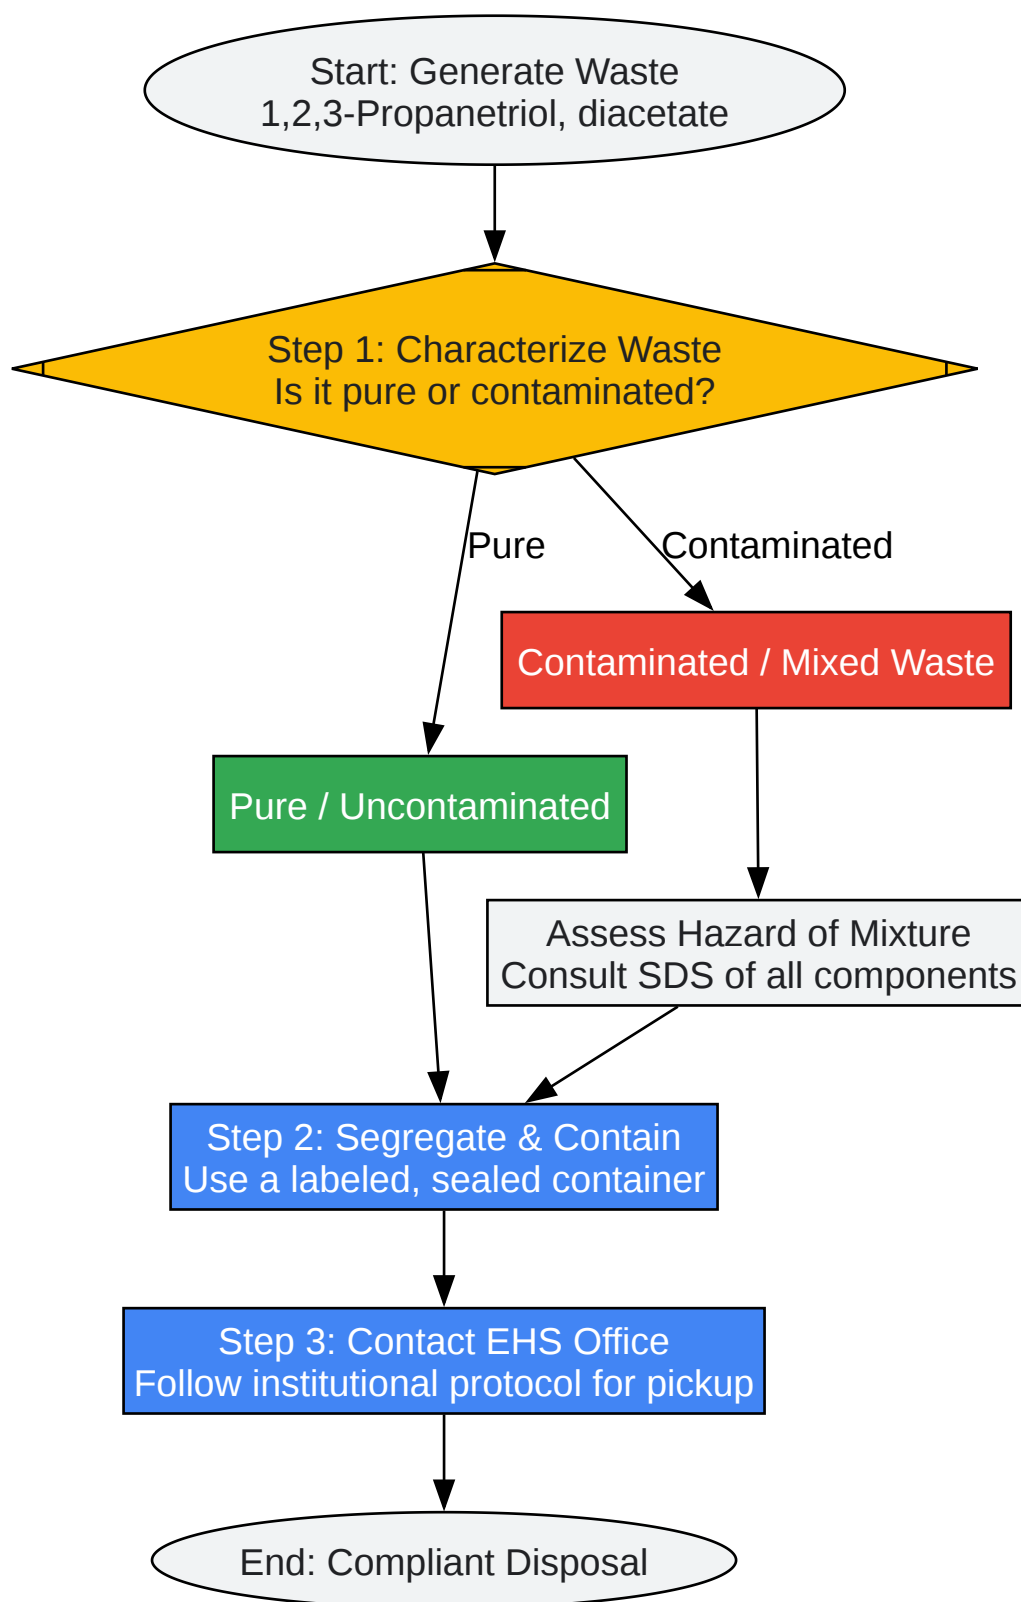 Start: Generate Waste
1,2,3-Propanetriol, diacetate
Step 1: Characterize Waste
Is it pure or contaminated?
Pure
Contaminated
Contaminated / Mixed Waste
Pure / Uncontaminated
Assess Hazard of Mixture
Consult SDS of all components
Step 2: Segregate & Contain
Use a labeled, sealed container
Step 3: Contact EHS Office
Follow institutional protocol for pickup
End: Compliant Disposal